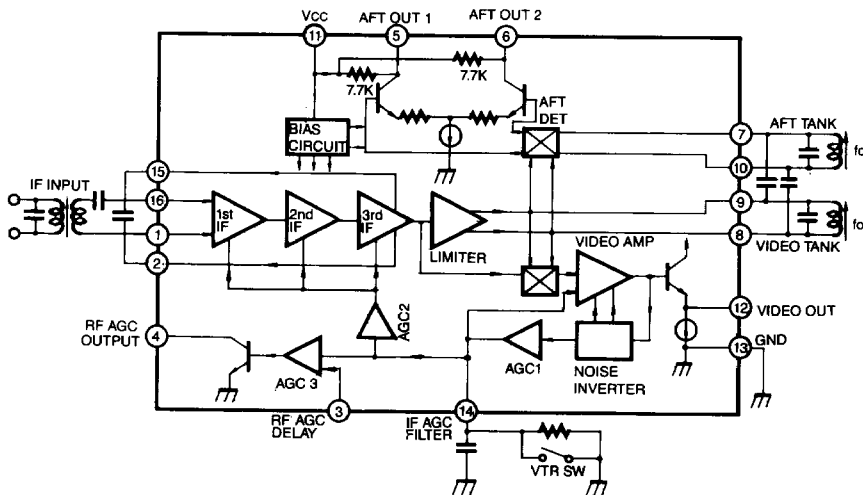 VCC
AFT OUT 1
AFT OUT 2
11
5
6
7.7K
7.7K
AFT
DET
BIAS
CIRCUIT
7
AFT TANK
fo
10
15
IF INPUT
16
1st
IF
2nd
IF
3rd
IF
LIMITER
9
fo
1
8
VIDEO TANK
2
VIDEO AMP
RF AGC
OUTPUT
4
AGC2
12
VIDEO OUT
AGC 3
AGC1
NOISE
INVERTER
13
GND
RF AGC
DELAY
3
IF AGC
FILTER
14
VTR SW